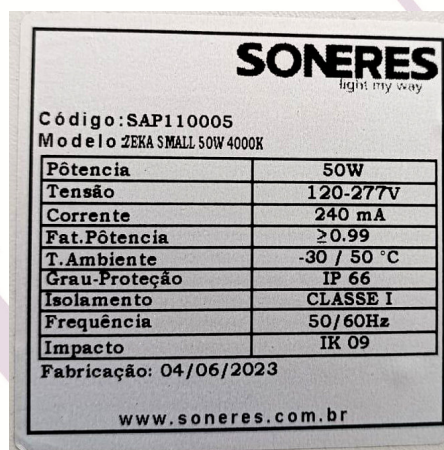 SONERES
light my way
Código:SAP110005
Modelo:ZEKA SMALL 50W 4000K
Pôtencia 50W
Tensão 120-277V
Corrente 240 mA
Fat.Pôtencia ≥0.99
T.Ambiente -30 / 50 °C
Grau-Proteção IP 66
Isolamento CLASSE I
Frequência 50/60Hz
Impacto IK 09
Fabricação: 04/06/2023
www.soneres.com.br